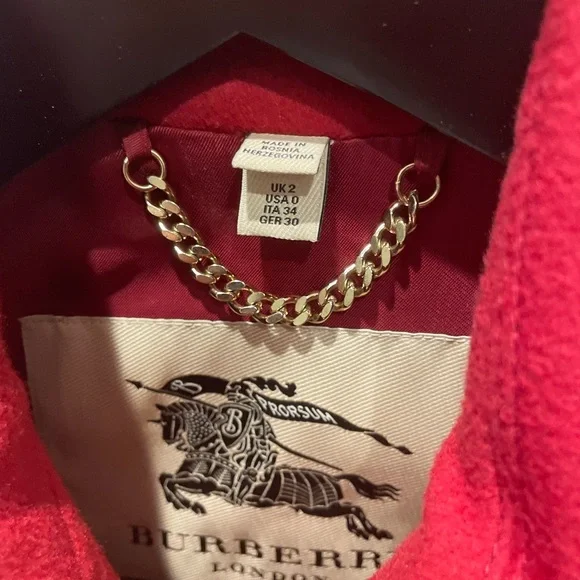 MADE IN
BOSNIA
HERZEGOVINA
UK 2
USA 0
ITA 34
GER 30
PRORSUM
B
BURBERRY
LONDON